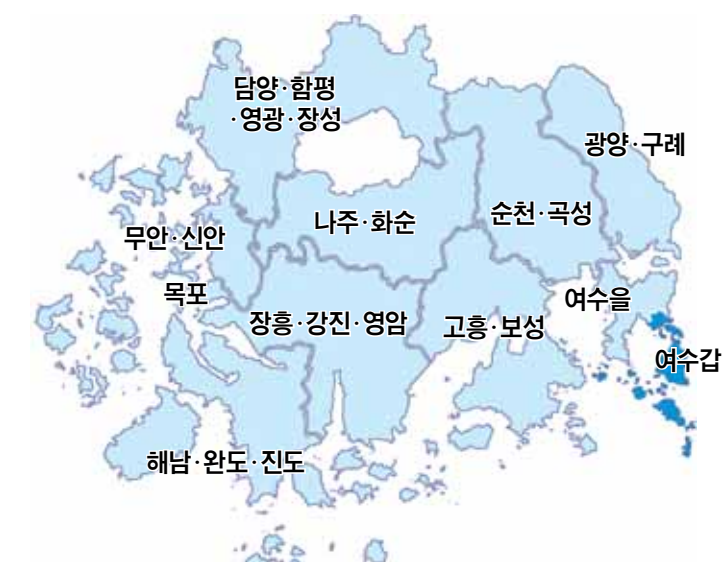 담양·함평
·영광·장성
광양·구례
나주·화순
순천·곡성
무안·신안
목포
장흥·강진·영암
고흥·보성
여수을
여수갑
해남·완도·진도